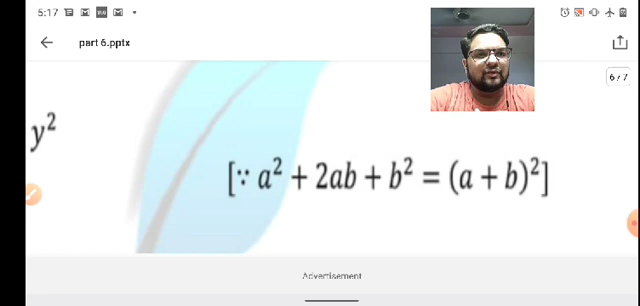 5:17
part 6.pptx
6 / 7
y²
[∵ a² + 2ab + b² = (a + b)²]
Advertisement